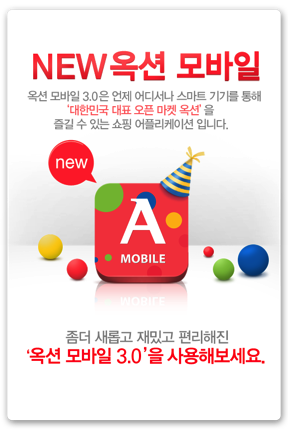 NEW 옥션 모바일
옥션 모바일 3.0은 언제 어디서나 스마트 기기를 통해
'대한민국 대표 오픈 마켓 옥션' 을
즐길 수 있는 쇼핑 어플리케이션 입니다.
new
A
MOBILE
좀더 새롭고 재밌고 편리해진
'옥션 모바일 3.0'을 사용해보세요.